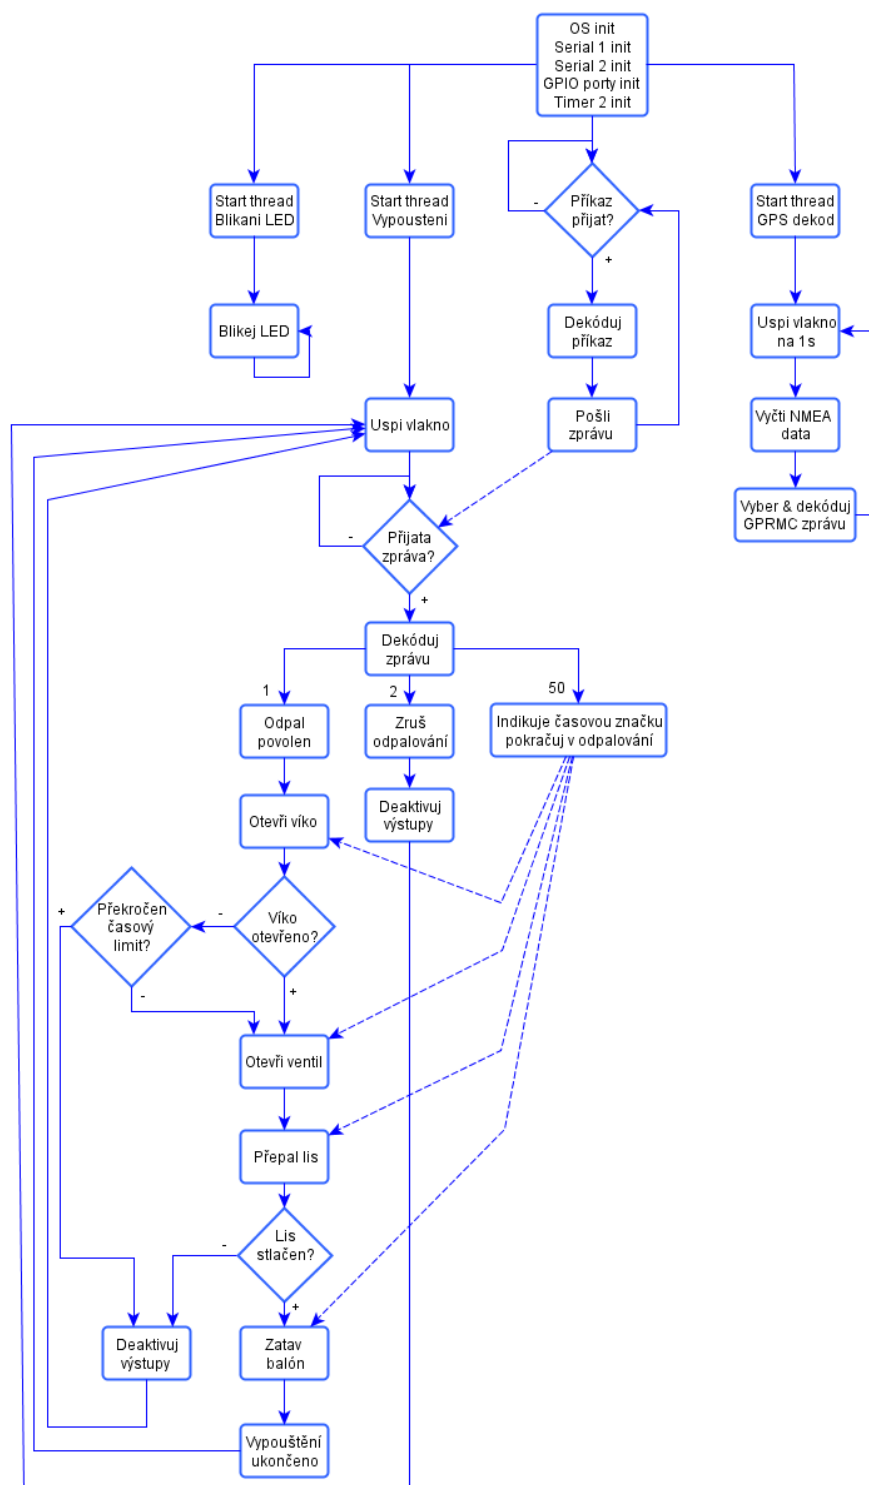 OS init
Serial 1 init
Serial 2 init
GPIO porty init
Timer 2 init
Start thread
Blikani LED
Start thread
Vypousteni
Příkaz
přijat?
-
+
Start thread
GPS dekod
Blikej LED
Dekóduj
příkaz
Uspi vlakno
na 1s
Uspi vlakno
Pošli
zprávu
Vyčti NMEA
data
Vyber & dekóduj
GPRMC zprávu
Přijata
zpráva?
-
+
Dekóduj
zprávu
1
2
50
Odpal
povolen
Zruš
odpalování
Indikuje časovou značku
pokračuj v odpalování
Otevři víko
Deaktivuj
výstupy
Překročen
časový
limit?
+
-
Víko
otevřeno?
-
+
Otevři ventil
Přepal lis
Lis
stlačen?
-
+
Deaktivuj
výstupy
Zatav
balón
Vypouštění
ukončeno